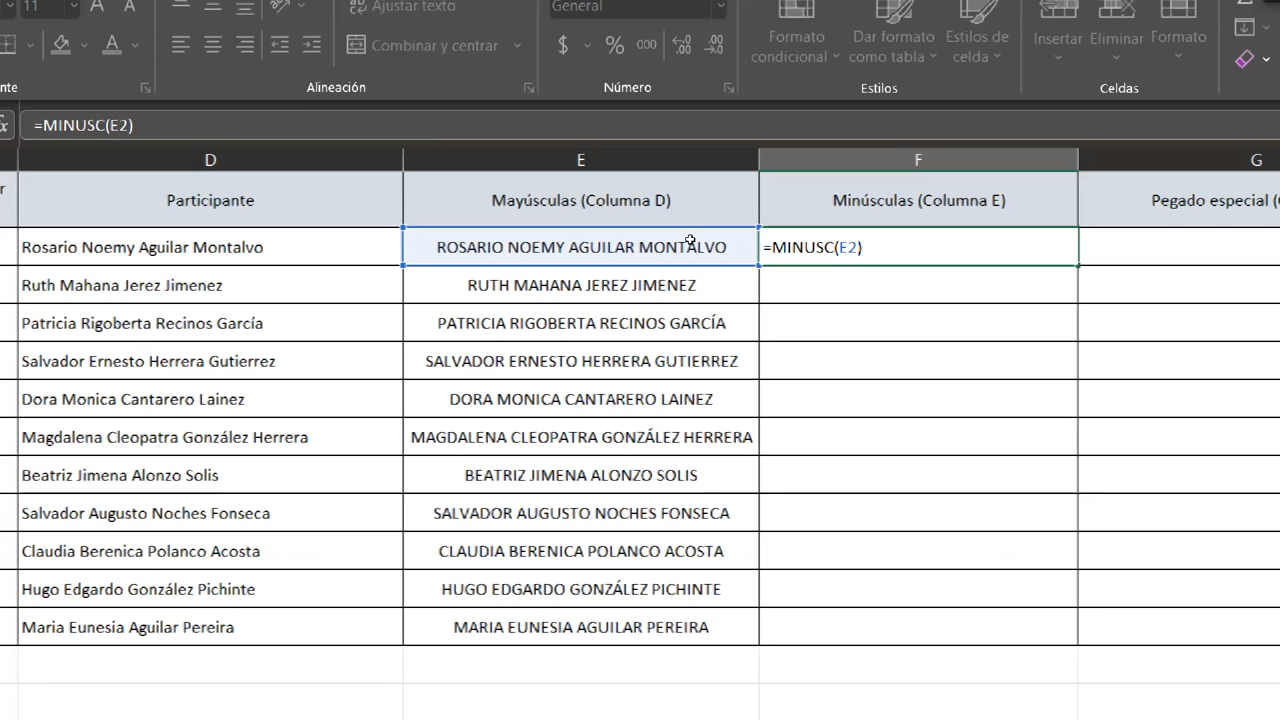 11
Ajustar texto
General
Combinar y centrar
$ % 000
Formato condicional
Dar formato como tabla
Estilos de celda
Insertar
Eliminar
Formato
nte
Alineación
Número
Estilos
Celdas
fx
=MINUSC(E2)
D E F G
r Participante Mayúsculas (Columna D) Minúsculas (Columna E) Pegado especial (
Rosario Noemy Aguilar Montalvo ROSARIO NOEMY AGUILAR MONTALVO =MINUSC(E2)
Ruth Mahana Jerez Jimenez RUTH MAHANA JEREZ JIMENEZ
Patricia Rigoberta Recinos García PATRICIA RIGOBERTA RECINOS GARCÍA
Salvador Ernesto Herrera Gutierrez SALVADOR ERNESTO HERRERA GUTIERREZ
Dora Monica Cantarero Lainez DORA MONICA CANTARERO LAINEZ
Magdalena Cleopatra González Herrera MAGDALENA CLEOPATRA GONZÁLEZ HERRERA
Beatriz Jimena Alonzo Solis BEATRIZ JIMENA ALONZO SOLIS
Salvador Augusto Noches Fonseca SALVADOR AUGUSTO NOCHES FONSECA
Claudia Berenica Polanco Acosta CLAUDIA BERENICA POLANCO ACOSTA
Hugo Edgardo González Pichinte HUGO EDGARDO GONZÁLEZ PICHINTE
Maria Eunesia Aguilar Pereira MARIA EUNESIA AGUILAR PEREIRA